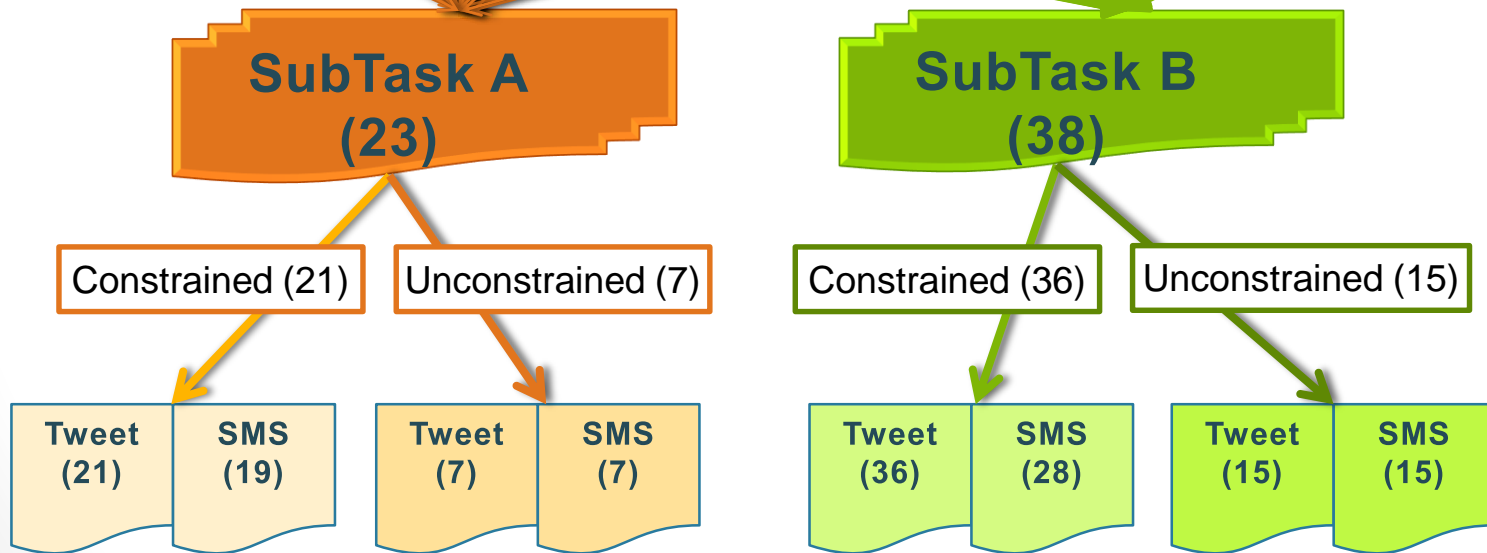 SubTask A
(23)
SubTask B
(38)
Constrained (21)
Unconstrained (7)
Constrained (36)
Unconstrained (15)
Tweet
(21)
SMS
(19)
Tweet
(7)
SMS
(7)
Tweet
(36)
SMS
(28)
Tweet
(15)
SMS
(15)